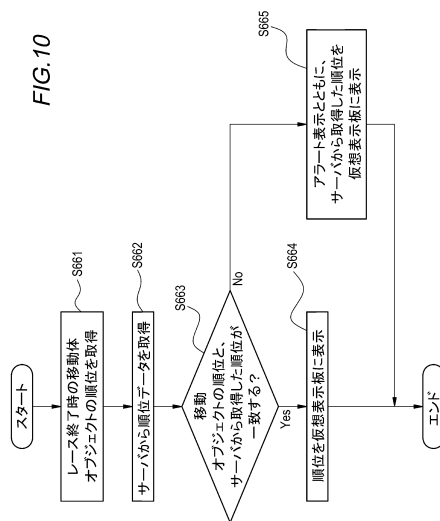 FIG.10
スタート
S661
レース終了時の移動体
オブジェクトの順位を取得
S662
サーバから順位データを取得
S663
移動
オブジェクトの順位と、
サーバから取得した順位が
一致する?
No
Yes
S664
順位を仮想表示板に表示
S665
アラート表示とともに、
サーバから取得した順位を
仮想表示板に表示
エンド